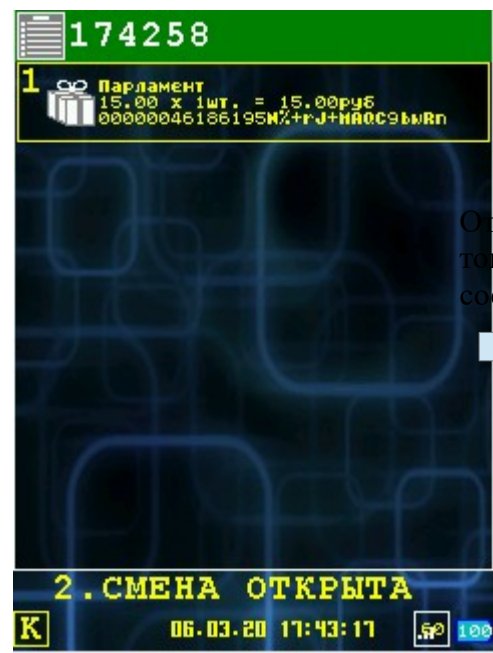 174258
1 Парламент
15.00 x 1шт. = 15.00руб
00000046186195N%+rJ+MAQC9bwRn
2.СМЕНА ОТКРЫТА
К 06.03.20 17:43:17 100